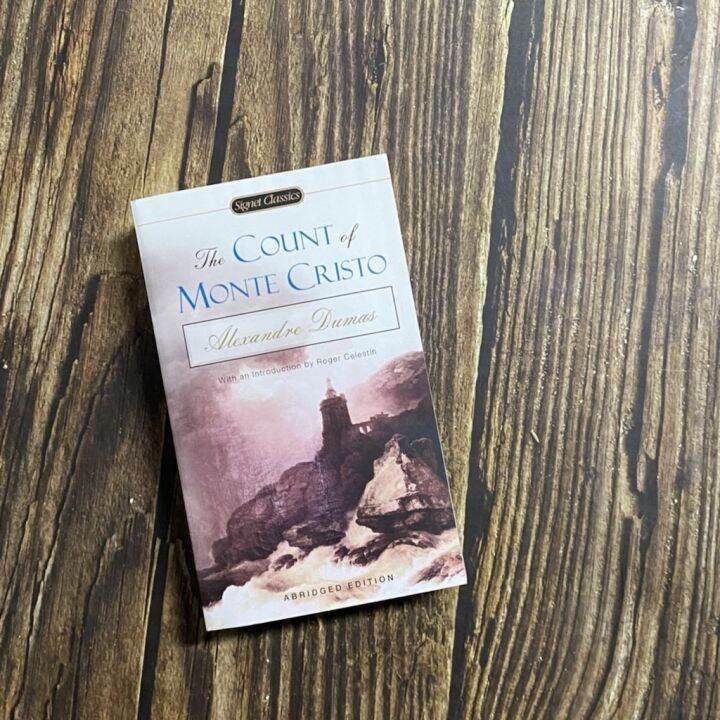 Signet Classics
The COUNT of
MONTE CRISTO
Alexandre Dumas
With an Introduction by Roger Celestin
ABRIDGED EDITION